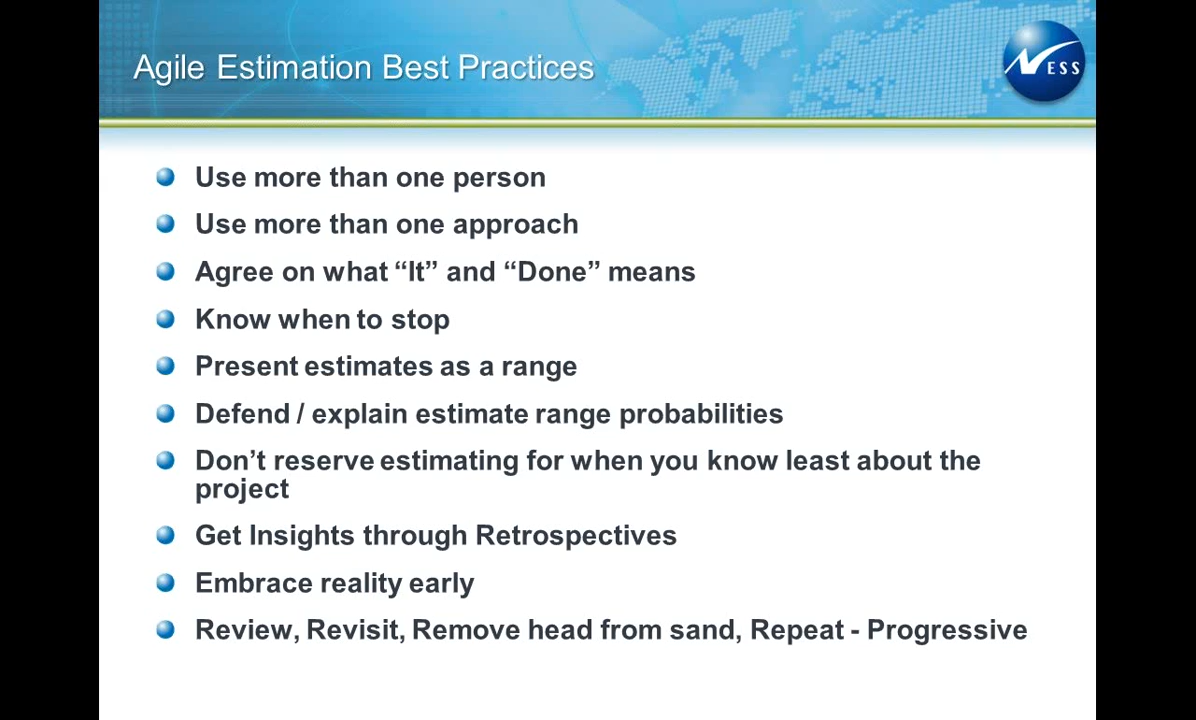 Agile Estimation Best Practices
NESS
Use more than one person
Use more than one approach
Agree on what “It” and “Done” means
Know when to stop
Present estimates as a range
Defend / explain estimate range probabilities
Don’t reserve estimating for when you know least about the
project
Get Insights through Retrospectives
Embrace reality early
Review, Revisit, Remove head from sand, Repeat - Progressive